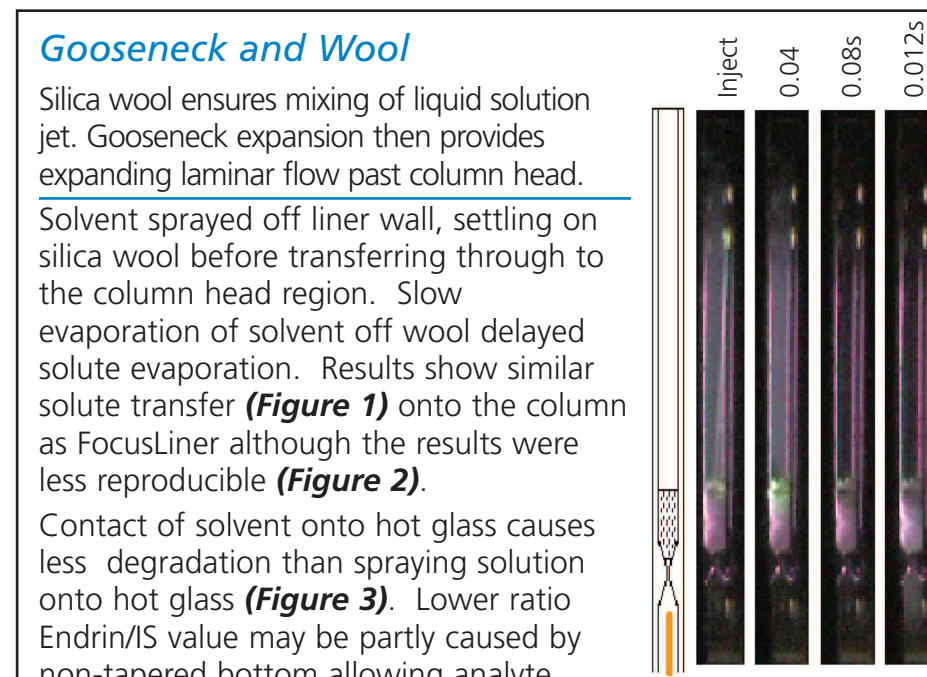 Gooseneck and Wool
Silica wool ensures mixing of liquid solution
jet. Gooseneck expansion then provides
expanding laminar flow past column head.
Solvent sprayed off liner wall, settling on
silica wool before transferring through to
the column head region. Slow
evaporation of solvent off wool delayed
solute evaporation. Results show similar
solute transfer (Figure 1) onto the column
as FocusLiner although the results were
less reproducible (Figure 2).
Contact of solvent onto hot glass causes
less degradation than spraying solution
onto hot glass (Figure 3). Lower ratio
Endrin/IS value may be partly caused by
non-tapered bottom allowing analyte
Inject
0.04
0.08s
0.012s